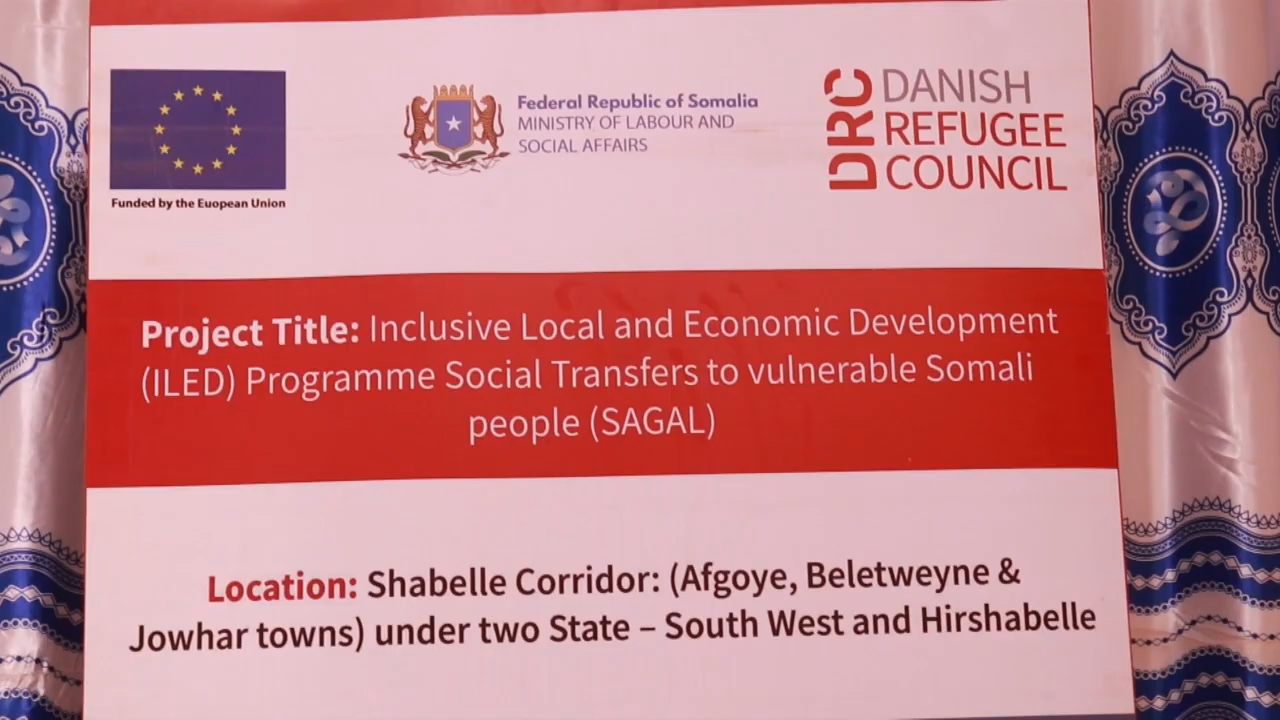 Funded by the Euopean Union
Federal Republic of Somalia
MINISTRY OF LABOUR AND
SOCIAL AFFAIRS
DRC
DANISH
REFUGEE
COUNCIL
Project Title: Inclusive Local and Economic Development
(ILED) Programme Social Transfers to vulnerable Somali
people (SAGAL)
Location: Shabelle Corridor: (Afgoye, Beletweyne &
Jowhar towns) under two State – South West and Hirshabelle